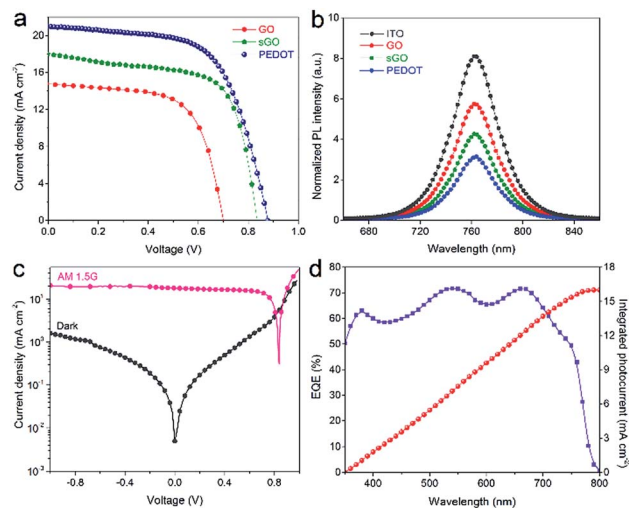 a
GO
sGO
PEDOT
Current density (mA cm⁻²)
20
16
12
8
4
0
0.0 0.2 0.4 0.6 0.8 1.0
Voltage (V)
b
ITO
GO
sGO
PEDOT
Normalized PL intensity (a.u.)
10
8
6
4
2
0
680 720 760 800 840
Wavelength (nm)
c
AM 1.5G
Dark
Current density (mA cm⁻²)
10¹
10⁰
10⁻¹
10⁻²
10⁻³
-0.8 -0.4 0.0 0.4 0.8
Voltage (V)
d
EQE (%)
80
70
60
50
40
30
20
10
0
400 500 600 700 800
Wavelength (nm)
18
16
14
12
9
6
3
0
Integrated photocurrent (mA cm⁻²)